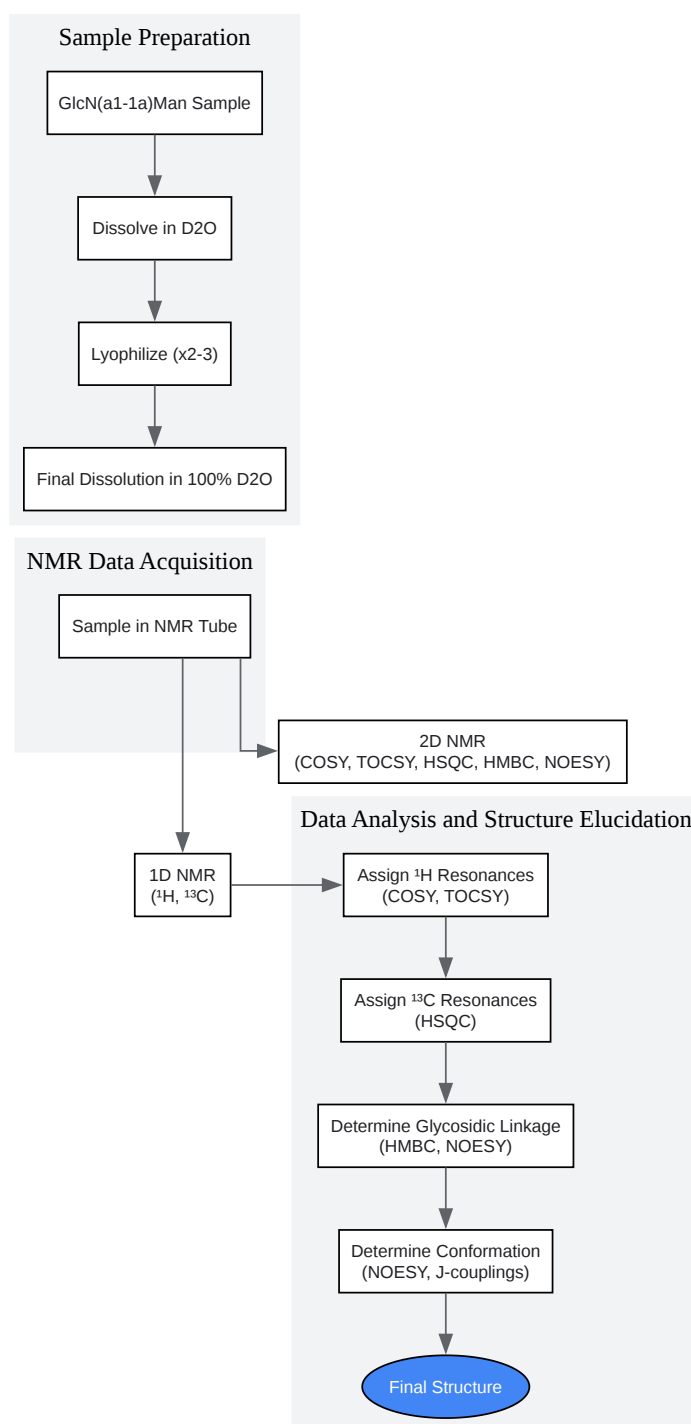 Sample Preparation
GlcN(a1-1a)Man Sample
Dissolve in D2O
Lyophilize (x2-3)
Final Dissolution in 100% D2O
NMR Data Acquisition
Sample in NMR Tube
2D NMR
(COSY, TOCSY, HSQC, HMBC, NOESY)
Data Analysis and Structure Elucidation
1D NMR
(¹H, ¹³C)
Assign ¹H Resonances
(COSY, TOCSY)
Assign ¹³C Resonances
(HSQC)
Determine Glycosidic Linkage
(HMBC, NOESY)
Determine Conformation
(NOESY, J-couplings)
Final Structure